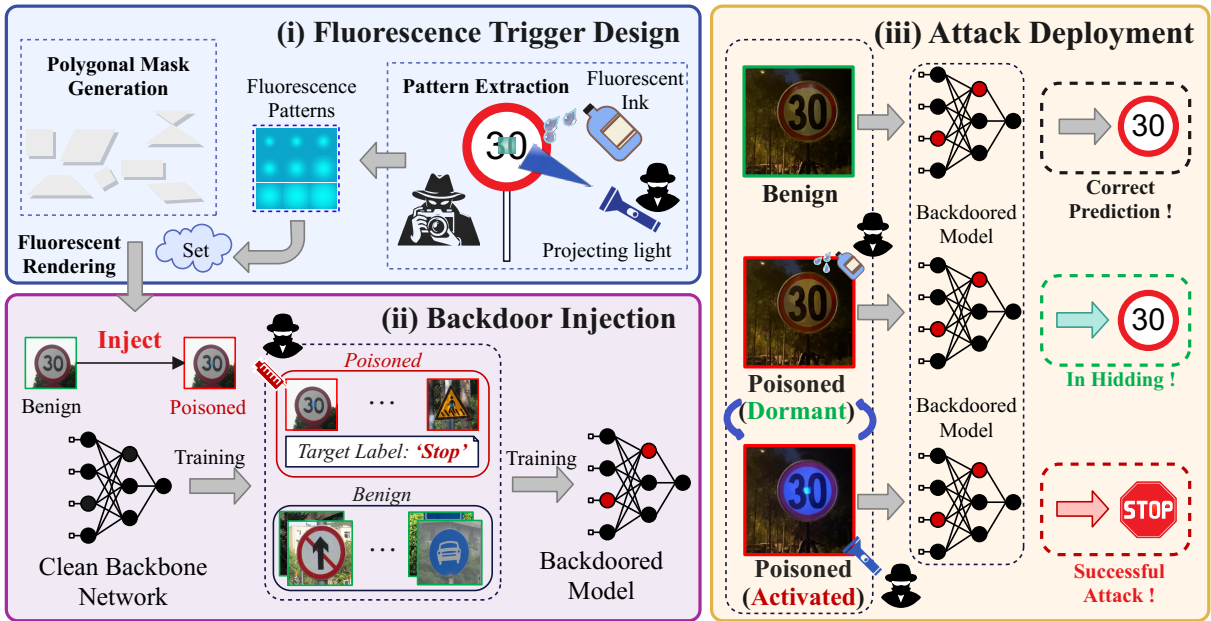 (i) Fluorescence Trigger Design
Polygonal Mask
Generation
Fluorescence
Patterns
Pattern Extraction
Fluorescent
Ink
30
Projecting light
Set
Fluorescent
Rendering
(ii) Backdoor Injection
Inject
30
30
Benign
Poisoned
Clean Backbone
Network
Training
Poisoned
30
...
Target Label: ‘Stop’
Benign
...
Training
Backdoored
Model
(iii) Attack Deployment
30
Benign
30
Correct
Prediction !
Backdoored
Model
30
Poisoned
(Dormant)
30
In Hidding !
Backdoored
Model
30
Poisoned
(Activated)
STOP
Successful
Attack !